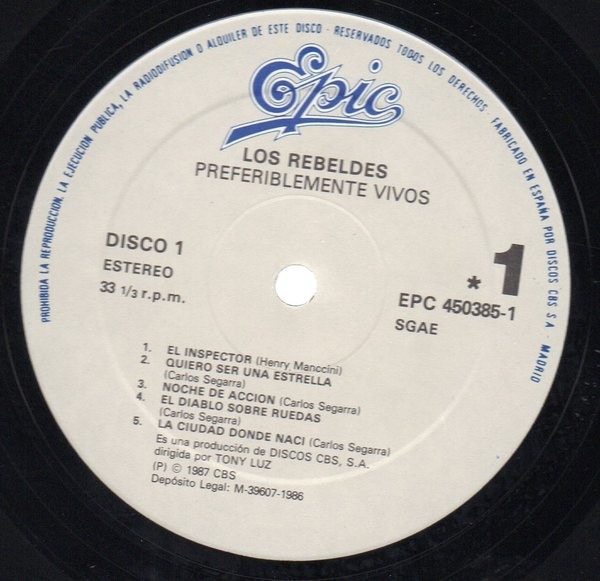 PROHIBIDA LA REPRODUCCION, LA EJECUCION PUBLICA, LA RADIODIFUSION O ALQUILER DE ESTE DISCO · RESERVADOS TODOS LOS DERECHOS FABRICADO EN ESPAÑA POR DISCOS CBS S.A. - MADRID
Epic
LOS REBELDES
PREFERIBLEMENTE VIVOS
DISCO 1
ESTEREO
33 1/3 r.p.m.
* 1
EPC 450385-1
SGAE
1. EL INSPECTOR (Henry Manccini)
2. QUIERO SER UNA ESTRELLA
(Carlos Segarra)
3. NOCHE DE ACCION (Carlos Segarra)
4. EL DIABLO SOBRE RUEDAS
(Carlos Segarra)
5. LA CIUDAD DONDE NACI (Carlos Segarra)
Es una producción de DISCOS CBS, S.A.
dirigida por TONY LUZ
(P) © 1987 CBS
Depósito Legal: M-39607-1986